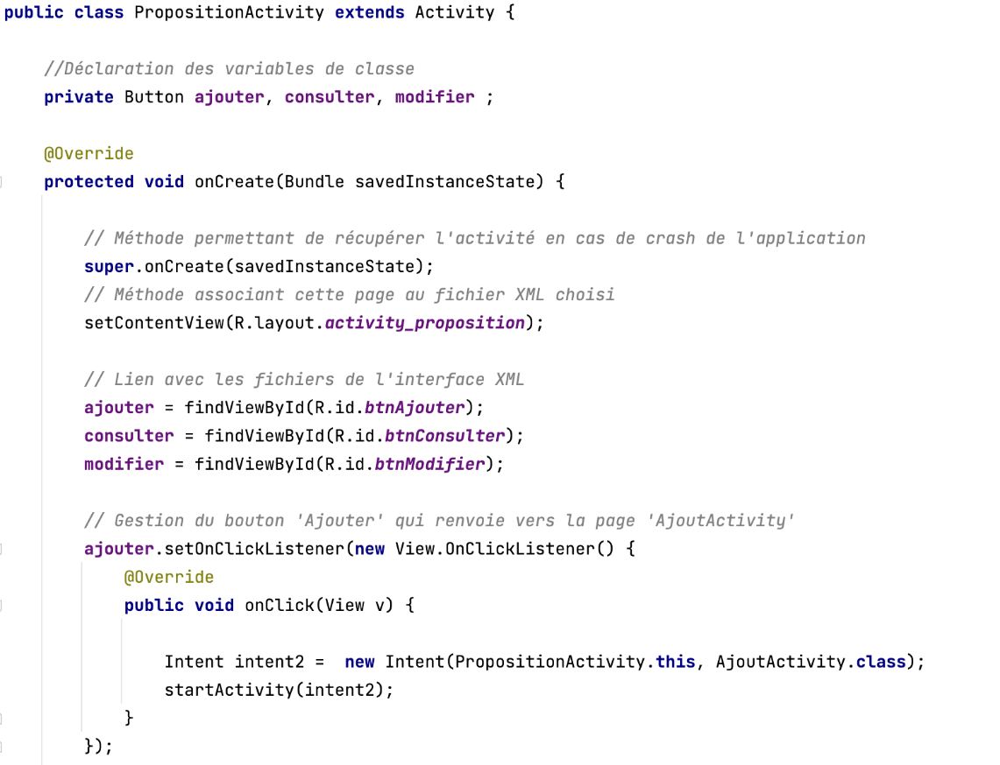 public class PropositionActivity extends Activity {
//Déclaration des variables de classe
private Button ajouter, consulter, modifier ;
@Override
protected void onCreate(Bundle savedInstanceState) {
// Méthode permettant de récupérer l'activité en cas de crash de l'application
super.onCreate(savedInstanceState);
// Méthode associant cette page au fichier XML choisi
setContentView(R.layout.activity_proposition);
// Lien avec les fichiers de l'interface XML
ajouter = findViewById(R.id.btnAjouter);
consulter = findViewById(R.id.btnConsulter);
modifier = findViewById(R.id.btnModifier);
// Gestion du bouton 'Ajouter' qui renvoie vers la page 'AjoutActivity'
ajouter.setOnClickListener(new View.OnClickListener() {
@Override
public void onClick(View v) {
Intent intent2 =  new Intent(PropositionActivity.this, AjoutActivity.class);
startActivity(intent2);
}
});